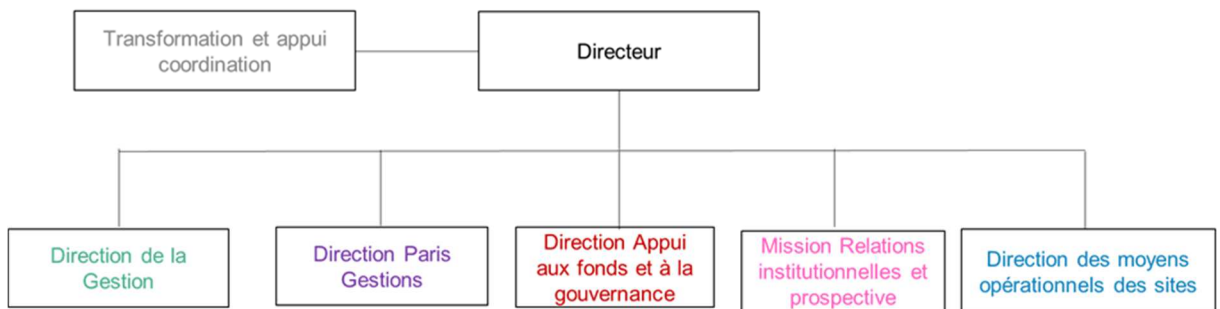 Transformation et appui
coordination
Directeur
Direction de la
Gestion
Direction Paris
Gestions
Direction Appui
aux fonds et à la
gouvernance
Mission Relations
institutionnelles et
prospective
Direction des moyens
opérationnels des sites